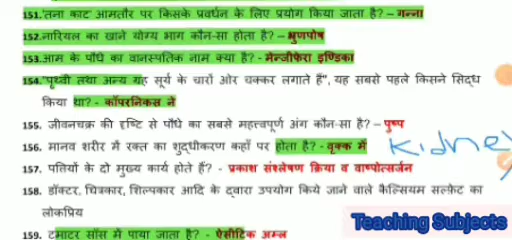 151.'तना काट' आमतौर पर किसके प्रवर्धन के लिए प्रयोग किया जाता है? – गन्ना
152.नारियल का खाने योग्य भाग कौन-सा होता है? – भ्रुणपोष
153.आम के पौधे का वानस्पतिक नाम क्या है? - मेन्जीफेरा इण्डिका
154."पृथ्वी तथा अन्य ग्रह सूर्य के चारों ओर चक्कर लगाते हैं", यह सबसे पहले किसने सिद्ध
किया था? - कॉपरनिकस ने
155. जीवनचक्र की दृष्टि से पौधे का सबसे महत्त्वपूर्ण अंग कौन-सा है? – पुष्प
156. मानव शरीर में रक्त का शुद्धीकरण कहाँ पर होता है? - वृक्क में Kidney
157. पत्तियों के दो मुख्य कार्य होते हैं? - प्रकाश संश्लेषण क्रिया व वाष्पोत्सर्जन
158. डॉक्टर, चित्रकार, शिल्पकार आदि के द्वारा उपयोग किये जाने वाले कैल्सियम सल्फ़ेट का
लोकप्रिय
Teaching Subjects
159. टमाटर सॉस में पाया जाता है? - ऐसीटिक अम्ल